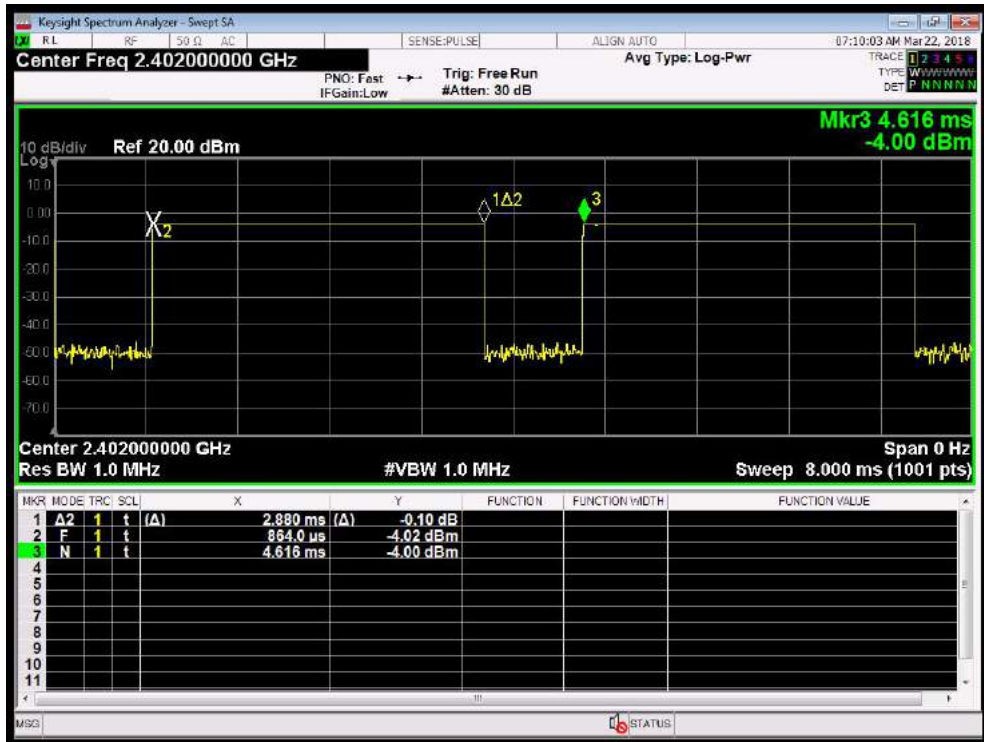 Keysight Spectrum Analyzer - Swept SA
RL RF 50 Ω AC SENSE:PULSE ALIGN AUTO 07:10:03 AM Mar 22, 2018
Center Freq 2.402000000 GHz Avg Type: Log-Pwr TRACE 1 2 3 4 5 6
PNO: Fast Trig: Free Run TYPE
IFGain:Low #Atten: 30 dB DET P N N N N N
Mkr3 4.616 ms
10 dB/div Ref 20.00 dBm -4.00 dBm
Log
10.0
0.00
-10.0
-20.0
-30.0
-40.0
-50.0
-60.0
-70.0
X2
1Δ2
3
Center 2.402000000 GHz Span 0 Hz
Res BW 1.0 MHz #VBW 1.0 MHz Sweep 8.000 ms (1001 pts)
MKR MODE TRC SCL X Y FUNCTION FUNCTION WIDTH FUNCTION VALUE
1 Δ2 1 t (Δ) 2.880 ms (Δ) -0.10 dB
2 F 1 t 864.0 µs -4.02 dBm
3 N 1 t 4.616 ms -4.00 dBm
4
5
6
7
8
9
10
11
MSG STATUS